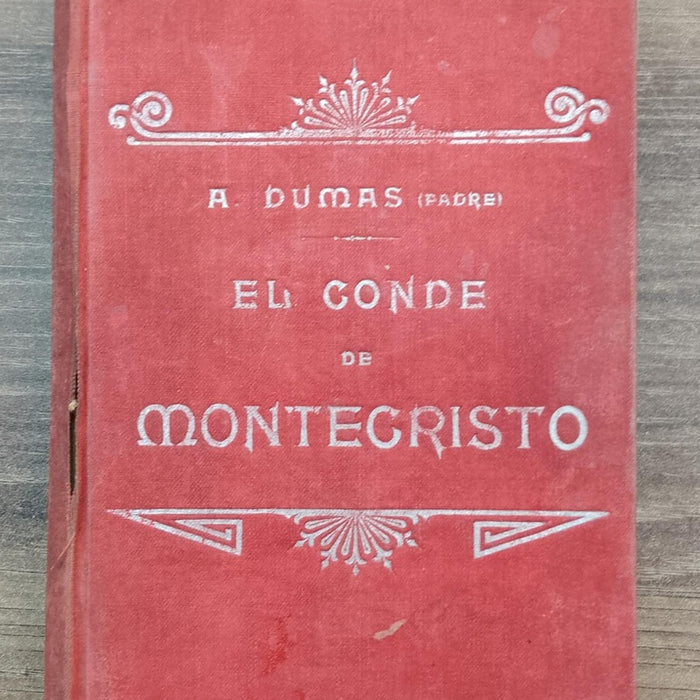 A. DUMAS (PADRE)
EL CONDE
DE
MONTECRISTO